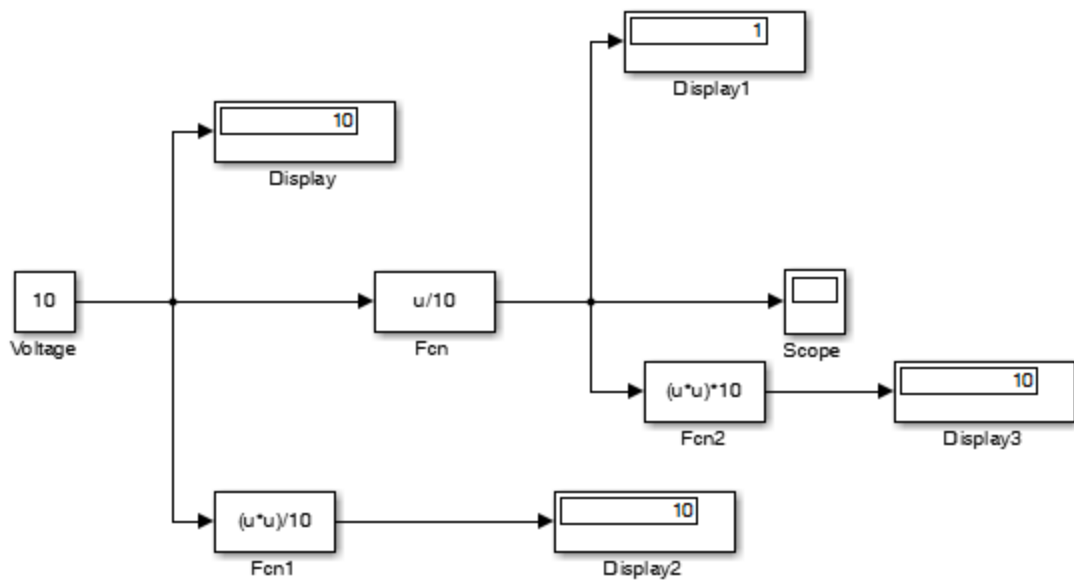 1
Display1
10
Display
10
Voltage
u/10
Fcn
Scope
(u*u)*10
Fcn2
10
Display3
(u*u)/10
Fcn1
10
Display2